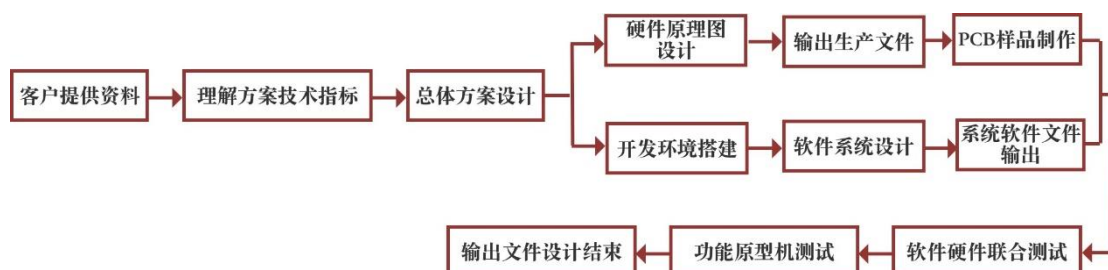 客户提供资料
理解方案技术指标
总体方案设计
硬件原理图
设计
输出生产文件
PCB样品制作
开发环境搭建
软件系统设计
系统软件文件
输出
软件硬件联合测试
功能原型机测试
输出文件设计结束